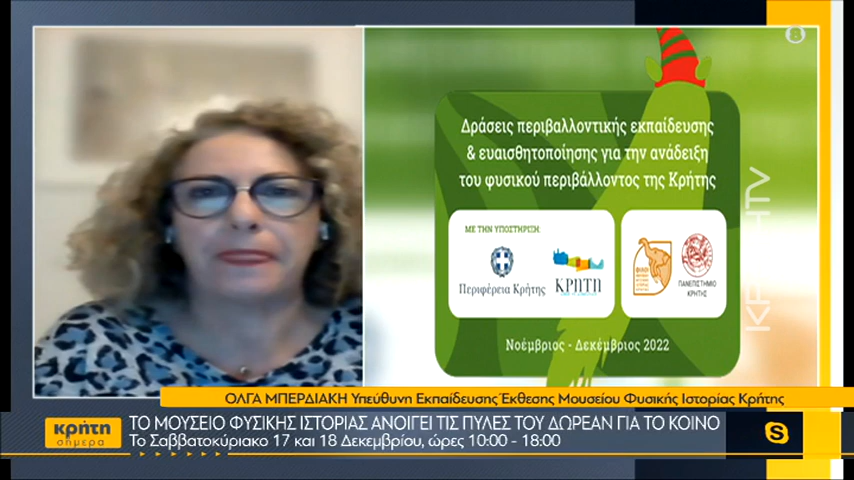 Δράσεις περιβαλλοντικής εκπαίδευσης
& ευαισθητοποίησης για την ανάδειξη
του φυσικού περιβάλλοντος της Κρήτης
ΜΕ ΤΗΝ ΥΠΟΣΤΗΡΙΞΗ:
Περιφέρεια Κρήτης
ΚΡΗΤΗ
ΦΙΛΟΙ
ΠΑΝΕΠΙΣΤΗΜΙΟ
ΚΡΗΤΗΣ
Νοέμβριος - Δεκέμβριος 2022
ΚΡΗΤΗTV
ΟΛΓΑ ΜΠΕΡΔΙΑΚΗ Υπεύθυνη Εκπαίδευσης Έκθεσης Μουσείου Φυσικής Ιστορίας Κρήτης
κρήτη
σήμερα
ΤΟ ΜΟΥΣΕΙΟ ΦΥΣΙΚΗΣ ΙΣΤΟΡΙΑΣ ΑΝΟΙΓΕΙ ΤΙΣ ΠΥΛΕΣ ΤΟΥ ΔΩΡΕΑΝ ΓΙΑ ΤΟ ΚΟΙΝΟ
Το Σαββατοκύριακο 17 και 18 Δεκεμβρίου, ώρες 10:00 - 18:00